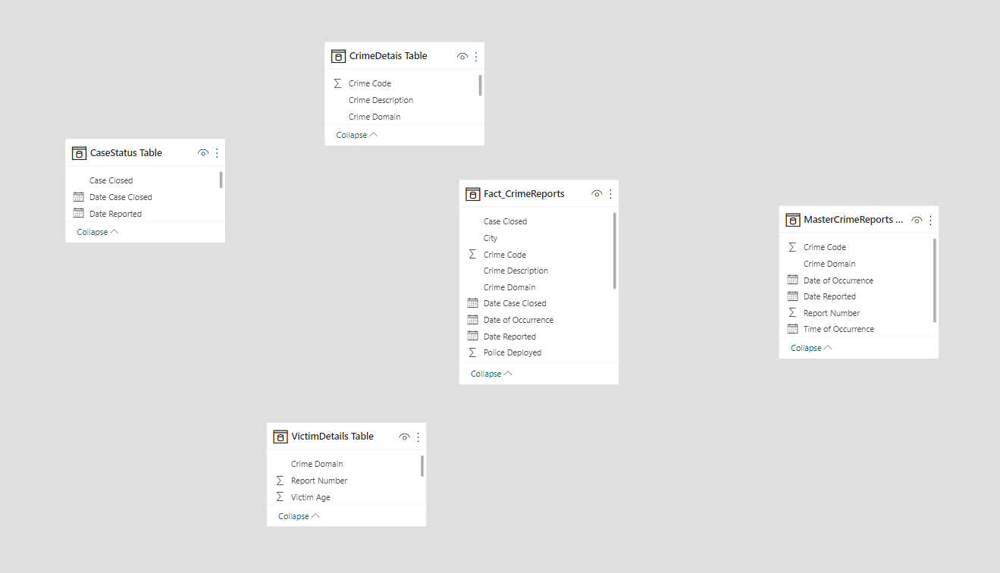 CrimeDetais Table
Crime Code
Crime Description
Crime Domain
Collapse
CaseStatus Table
Case Closed
Date Case Closed
Date Reported
Collapse
Fact_CrimeReports
Case Closed
City
Crime Code
Crime Description
Crime Domain
Date Case Closed
Date of Occurrence
Date Reported
Police Deployed
Collapse
MasterCrimeReports ...
Crime Code
Crime Domain
Date of Occurrence
Date Reported
Report Number
Time of Occurrence
Collapse
VictimDetails Table
Crime Domain
Report Number
Victim Age
Collapse